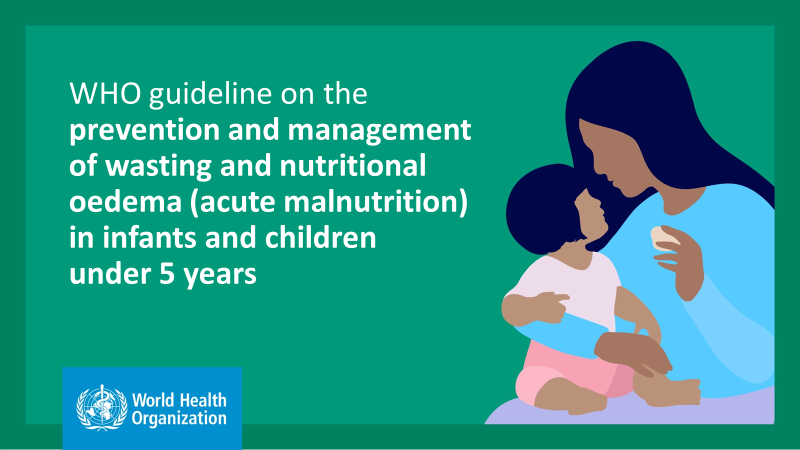 WHO guideline on the
prevention and management
of wasting and nutritional
oedema (acute malnutrition)
in infants and children
under 5 years
World Health
Organization